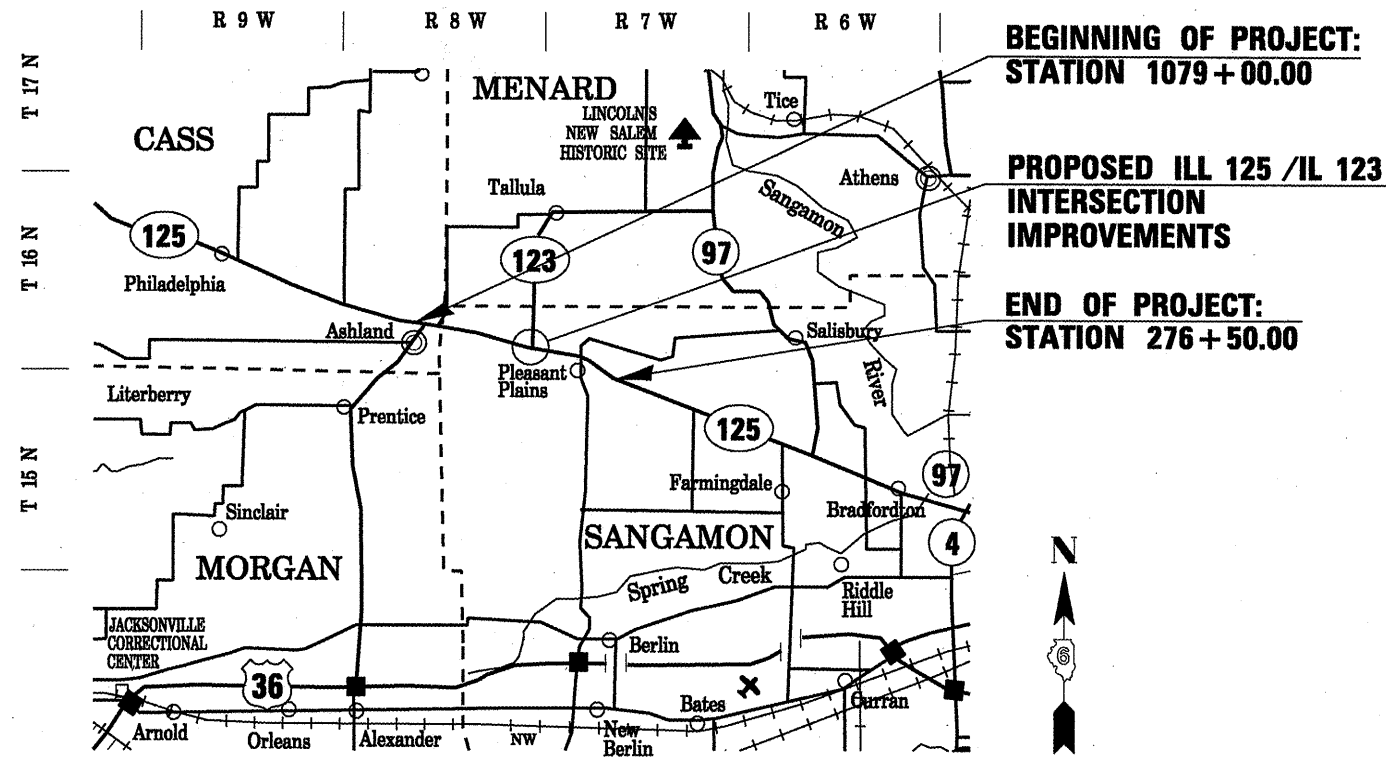 R 9 W
R 8 W
R 7 W
R 6 W
T 17 N
T 16 N
T 15 N
BEGINNING OF PROJECT:
STATION 1079+00.00
PROPOSED ILL 125 /IL 123
INTERSECTION
IMPROVEMENTS
END OF PROJECT:
STATION 276+50.00
CASS
MENARD
LINCOLN'S
NEW SALEM
HISTORIC SITE
Tice
Athens
Tallula
Sangamon
125
123
97
Philadelphia
Ashland
Salisbury
Pleasant
Plains
River
Literberry
Prentice
125
97
Farmingdale
Bradfordton
Sinclair
SANGAMON
4
N
MORGAN
Spring Creek
Riddle
Hill
JACKSONVILLE
CORRECTIONAL
CENTER
Berlin
6
36
Bates
Curran
Arnold
Orleans
Alexander
NW
New
Berlin